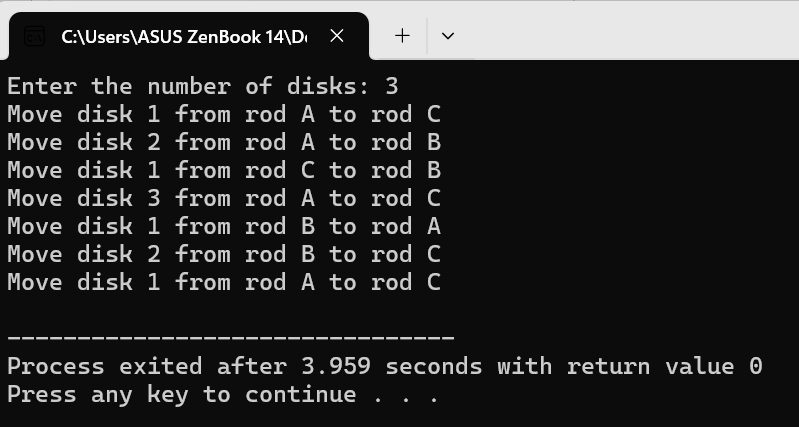 C:\Users\ASUS ZenBook 14\D
Enter the number of disks: 3
Move disk 1 from rod A to rod C
Move disk 2 from rod A to rod B
Move disk 1 from rod C to rod B
Move disk 3 from rod A to rod C
Move disk 1 from rod B to rod A
Move disk 2 from rod B to rod C
Move disk 1 from rod A to rod C
--------------------------------
Process exited after 3.959 seconds with return value 0
Press any key to continue . . .